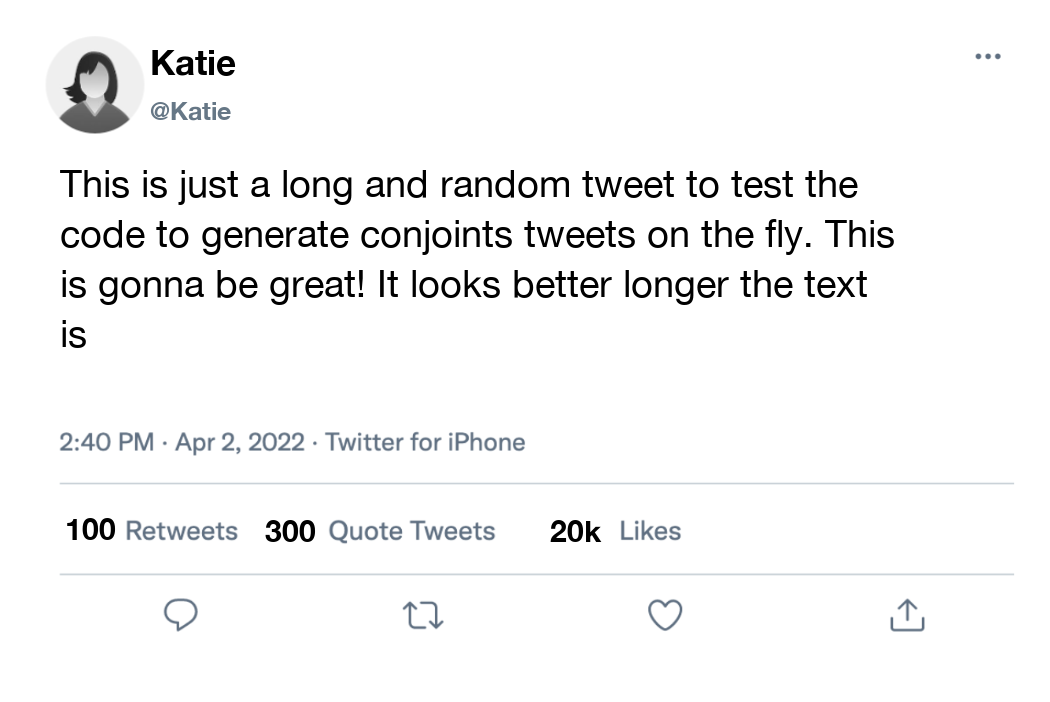 Katie
@Katie
This is just a long and random tweet to test the
code to generate conjoints tweets on the fly. This
is gonna be great! It looks better longer the text
is
2:40 PM · Apr 2, 2022 · Twitter for iPhone
100 Retweets 300 Quote Tweets 20k Likes